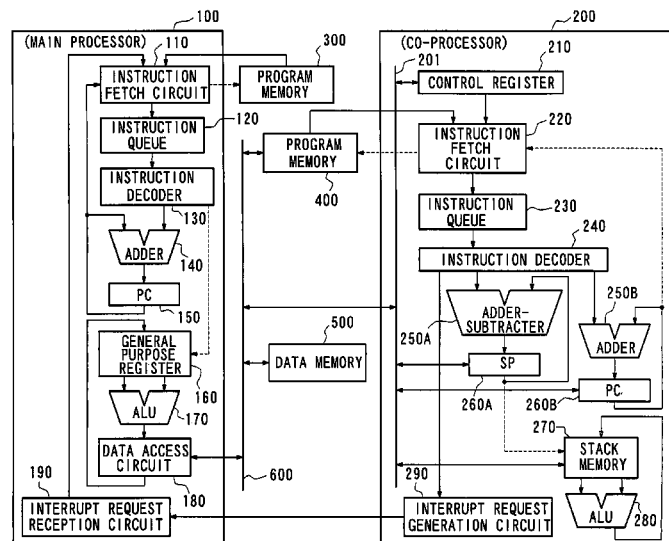 100
(MAIN PROCESSOR)
110
INSTRUCTION
FETCH CIRCUIT
120
INSTRUCTION
QUEUE
INSTRUCTION
DECODER
130
ADDER
140
PC
150
GENERAL
PURPOSE
REGISTER
160
ALU
170
DATA ACCESS
CIRCUIT
180
190
INTERRUPT REQUEST
RECEPTION CIRCUIT
300
PROGRAM
MEMORY
PROGRAM
MEMORY
400
500
DATA MEMORY
600
200
(CO-PROCESSOR)
201
210
CONTROL REGISTER
220
INSTRUCTION
FETCH
CIRCUIT
230
INSTRUCTION
QUEUE
240
INSTRUCTION DECODER
250A
ADDER-
SUBTRACTER
250B
ADDER
SP
260A
PC
260B
270
STACK
MEMORY
ALU
280
290
INTERRUPT REQUEST
GENERATION CIRCUIT